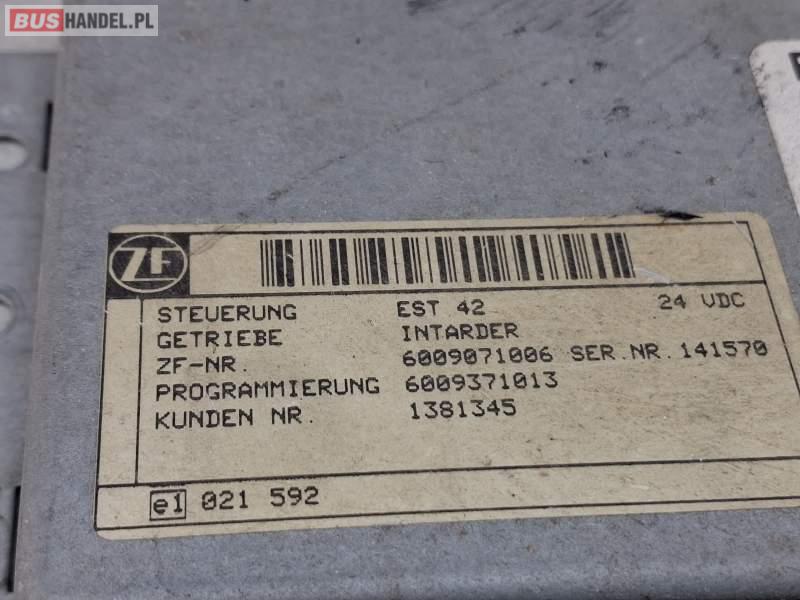 BUSHANDEL.PL
ZF
STEUERUNG EST 42 24 VDC
GETRIEBE INTARDER
ZF-NR. 6009071006 SER.NR.141570
PROGRAMMIERUNG 6009371013
KUNDEN NR. 1381345
e1 021 592